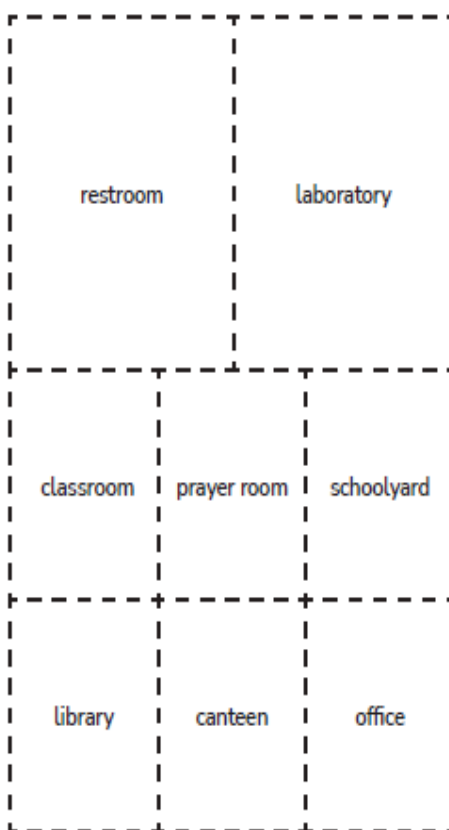 restroom
laboratory
classroom
prayer room
schoolyard
library
canteen
office